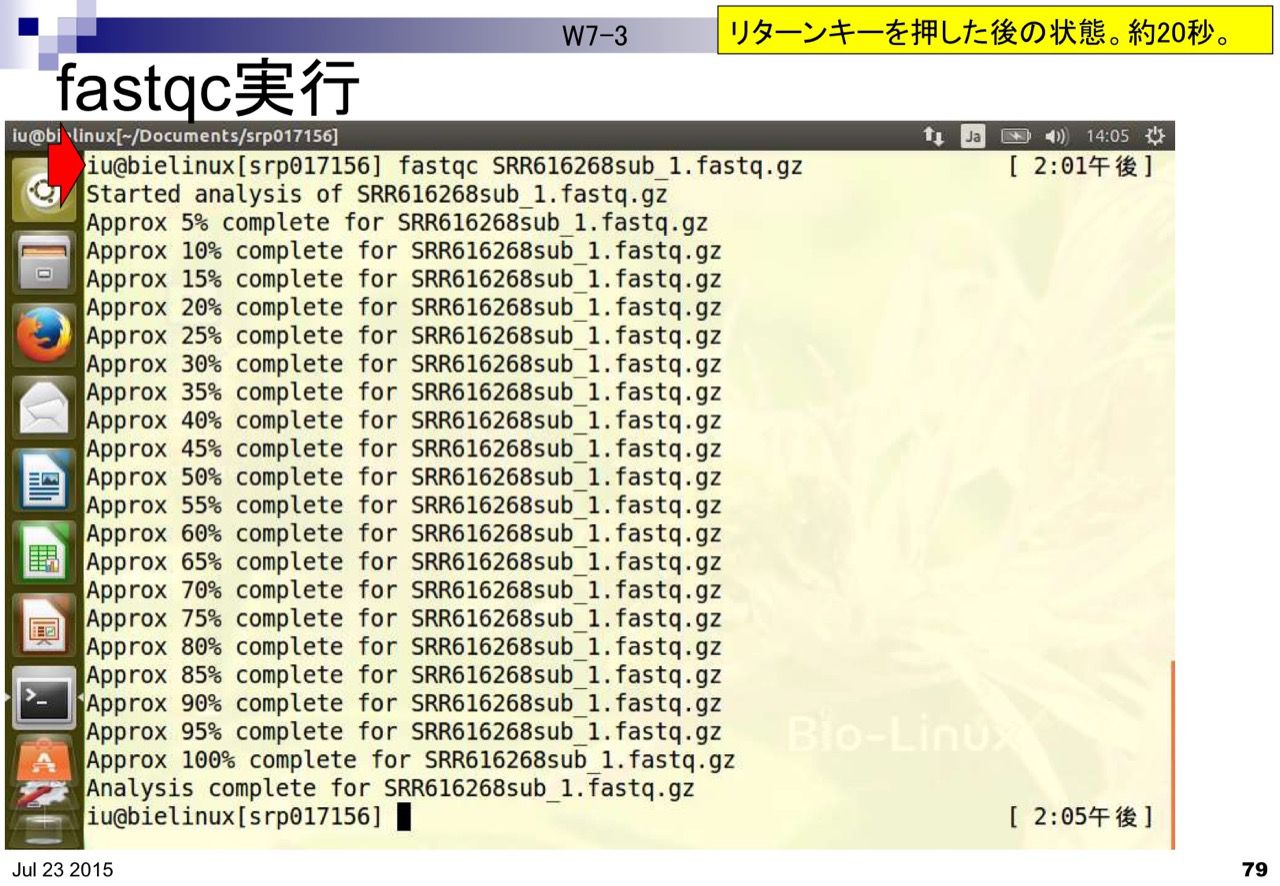 W7-3
リターンキーを押した後の状態。約20秒。
fastqc実行
iu@bielinux[~/Documents/srp017156]
Ja
14:05
iu@bielinux[srp017156] fastqc SRR616268sub_1.fastq.gz [ 2:01午後]
Started analysis of SRR616268sub_1.fastq.gz
Approx 5% complete for SRR616268sub_1.fastq.gz
Approx 10% complete for SRR616268sub_1.fastq.gz
Approx 15% complete for SRR616268sub_1.fastq.gz
Approx 20% complete for SRR616268sub_1.fastq.gz
Approx 25% complete for SRR616268sub_1.fastq.gz
Approx 30% complete for SRR616268sub_1.fastq.gz
Approx 35% complete for SRR616268sub_1.fastq.gz
Approx 40% complete for SRR616268sub_1.fastq.gz
Approx 45% complete for SRR616268sub_1.fastq.gz
Approx 50% complete for SRR616268sub_1.fastq.gz
Approx 55% complete for SRR616268sub_1.fastq.gz
Approx 60% complete for SRR616268sub_1.fastq.gz
Approx 65% complete for SRR616268sub_1.fastq.gz
Approx 70% complete for SRR616268sub_1.fastq.gz
Approx 75% complete for SRR616268sub_1.fastq.gz
Approx 80% complete for SRR616268sub_1.fastq.gz
Approx 85% complete for SRR616268sub_1.fastq.gz
Approx 90% complete for SRR616268sub_1.fastq.gz
Approx 95% complete for SRR616268sub_1.fastq.gz
Approx 100% complete for SRR616268sub_1.fastq.gz
Analysis complete for SRR616268sub_1.fastq.gz
iu@bielinux[srp017156] [ 2:05午後]
Bio-Linux
Jul 23 2015
79